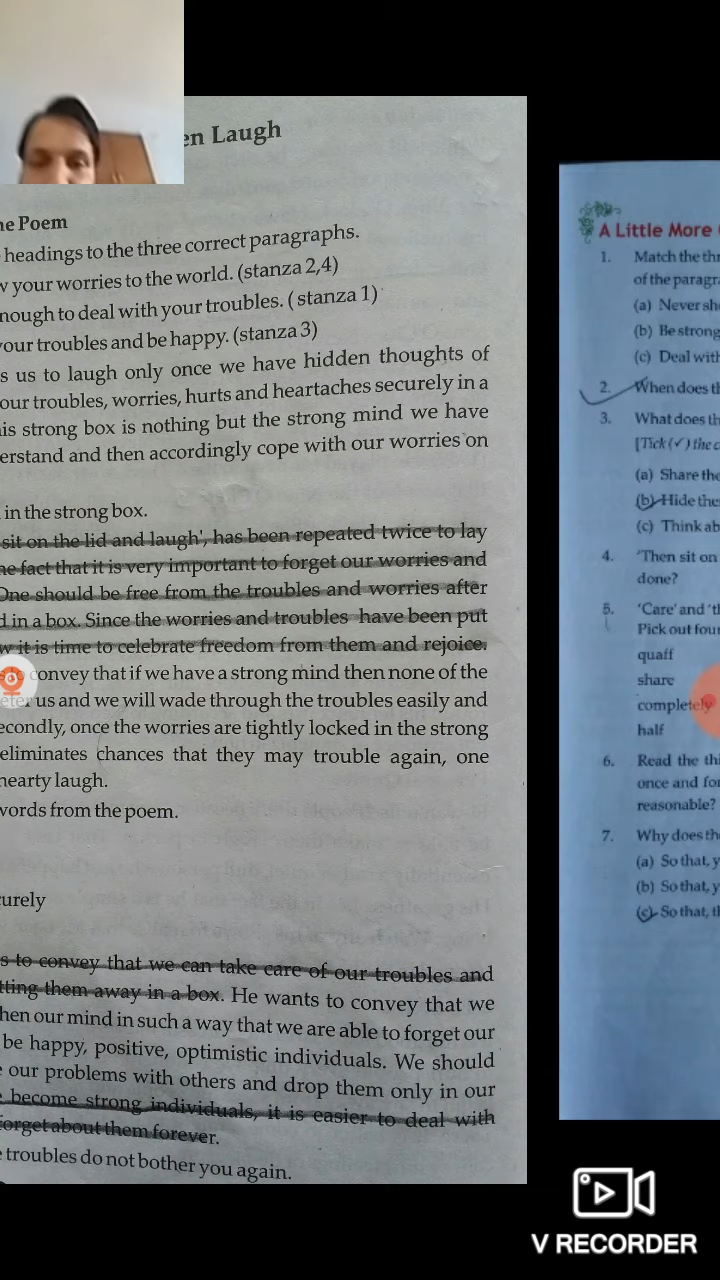 en Laugh
he Poem
headings to the three correct paragraphs.
w your worries to the world. (stanza 2,4)
nough to deal with your troubles. ( stanza 1)
your troubles and be happy. (stanza 3)
s us to laugh only once we have hidden thoughts of
our troubles, worries, hurts and heartaches securely in a
is strong box is nothing but the strong mind we have
erstand and then accordingly cope with our worries on
in the strong box.
sit on the lid and laugh', has been repeated twice to lay
he fact that it is very important to forget our worries and
One should be free from the troubles and worries after
d in a box. Since the worries and troubles have been put
w it is time to celebrate freedom from them and rejoice.
convey that if we have a strong mind then none of the
us and we will wade through the troubles easily and
econdly, once the worries are tightly locked in the strong
eliminates chances that they may trouble again, one
hearty laugh.
words from the poem.
curely
s to convey that we can take care of our troubles and
tting them away in a box. He wants to convey that we
hen our mind in such a way that we are able to forget our
be happy, positive, optimistic individuals. We should
our problems with others and drop them only in our
become strong individuals, it is easier to deal with
forget about them forever.
troubles do not bother you again.
A Little More
1. Match the thr
of the paragra
(a) Never sh
(b) Be strong
(c) Deal with
2. When does th
3. What does th
[Tick (✓) the c
(a) Share the
(b) Hide the
(c) Think ab
4. 'Then sit on
done?
5. 'Care' and 'th
Pick out four
quaff
share
completely
half
6. Read the thi
once and for
reasonable?
7. Why does the
(a) So that, y
(b) So that, y
(c) So that, th
V RECORDER